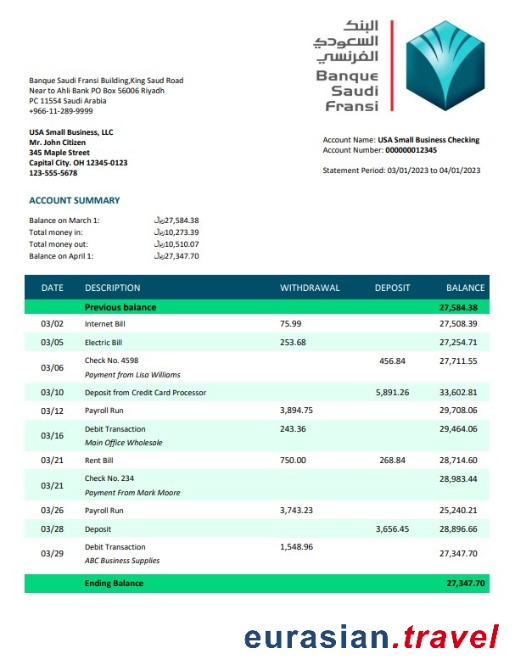 البنك
السعودي
الفرنسي
Banque
Saudi
Fransi
Banque Saudi Fransi Building,King Saud Road
Near to Ahli Bank PO Box 56006 Riyadh
PC 11554 Saudi Arabia
+966-11-289-9999
USA Small Business, LLC
Mr. John Citizen
345 Maple Street
Capital City. OH 12345-0123
123-555-5678
Account Name: USA Small Business Checking
Account Number: 000000012345
Statement Period: 03/01/2023 to 04/01/2023
ACCOUNT SUMMARY
Balance on March 1: ﷼27,584.38
Total money in: ﷼10,273.39
Total money out: ﷼10,510.07
Balance on April 1: ﷼27,347.70
DATE DESCRIPTION WITHDRAWAL DEPOSIT BALANCE
Previous balance 27,584.38
03/02 Internet Bill 75.99 27,508.39
03/05 Electric Bill 253.68 27,254.71
03/06 Check No. 4598 456.84 27,711.55
Payment from Lisa Williams
03/10 Deposit from Credit Card Processor 5,891.26 33,602.81
03/12 Payroll Run 3,894.75 29,708.06
03/16 Debit Transaction 243.36 29,464.06
Main Office Wholesale
03/21 Rent Bill 750.00 268.84 28,714.60
03/21 Check No. 234 28,983.44
Payment From Mark Moore
03/26 Payroll Run 3,743.23 25,240.21
03/28 Deposit 3,656.45 28,896.66
03/29 Debit Transaction 1,548.96 27,347.70
ABC Business Supplies
Ending Balance 27,347.70
eurasian.travel